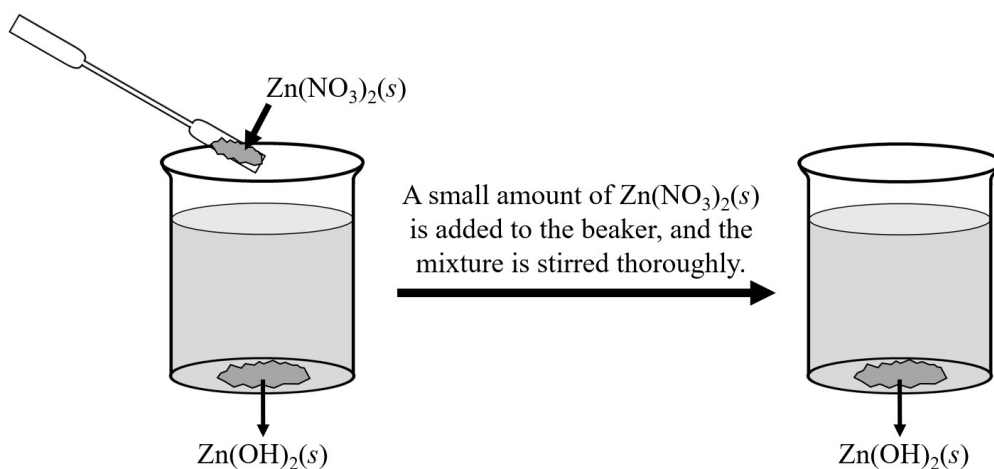 Zn(NO₃)₂(s)
A small amount of Zn(NO₃)₂(s)
is added to the beaker, and the
mixture is stirred thoroughly.
Zn(OH)₂(s)
Zn(OH)₂(s)